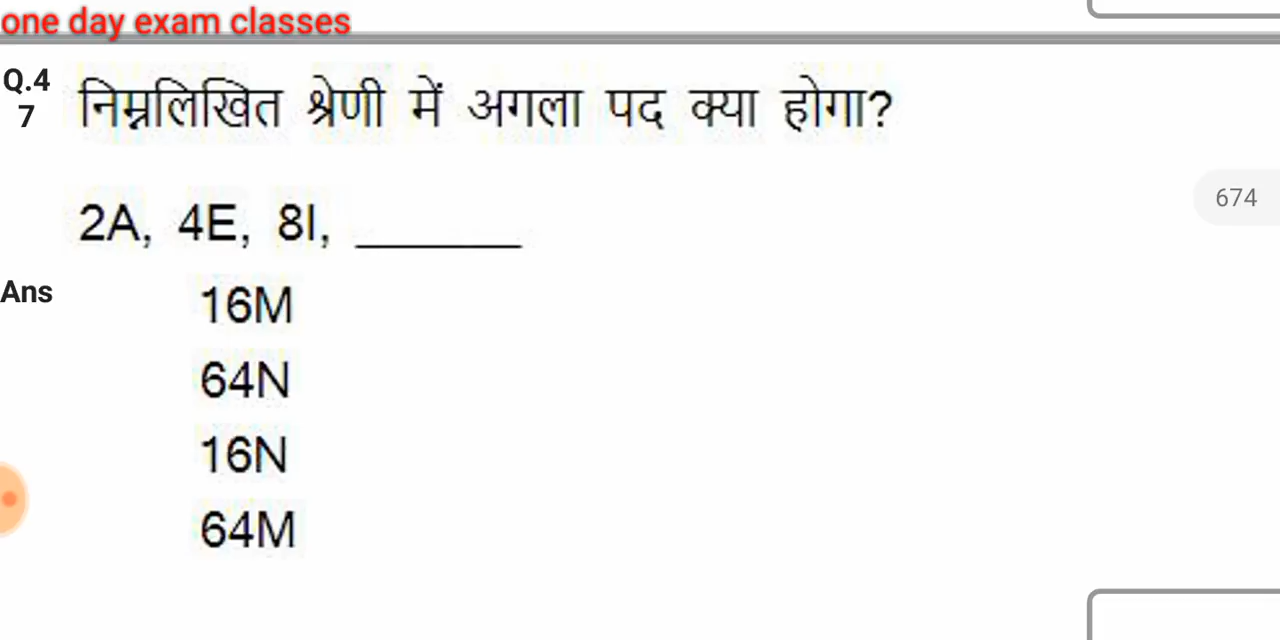 one day exam classes
Q.4
7 निम्नलिखित श्रेणी में अगला पद क्या होगा?
674
2A, 4E, 8I, ______
Ans
16M
64N
16N
64M